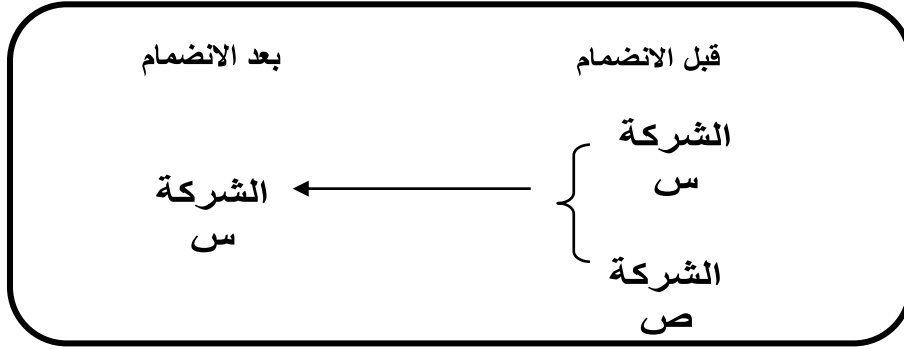 قبل الانضمام
بعد الانضمام
الشركة
س
الشركة
س
الشركة
ص